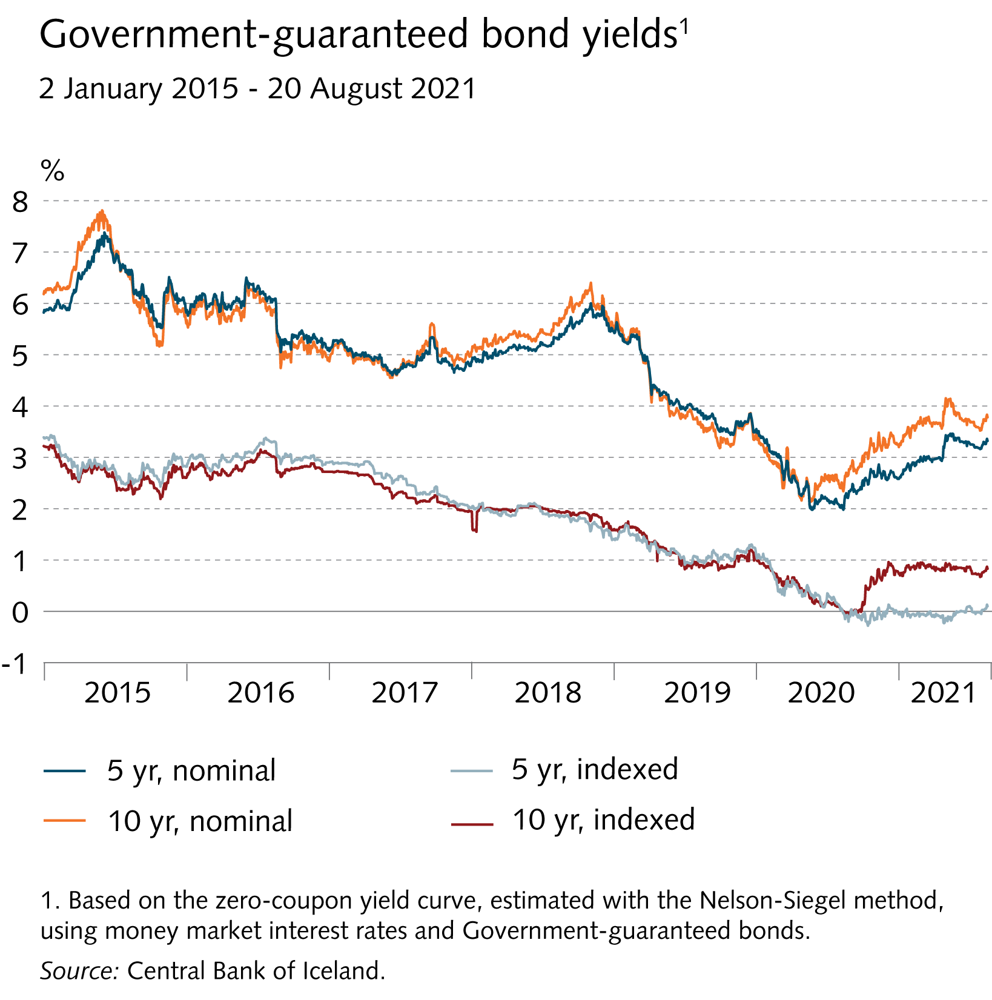 Government-guaranteed bond yields¹
2 January 2015 - 20 August 2021
%
8
7
6
5
4
3
2
1
0
-1
2015 2016 2017 2018 2019 2020 2021
5 yr, nominal 5 yr, indexed
10 yr, nominal 10 yr, indexed
1. Based on the zero-coupon yield curve, estimated with the Nelson-Siegel method,
using money market interest rates and Government-guaranteed bonds.
Source: Central Bank of Iceland.